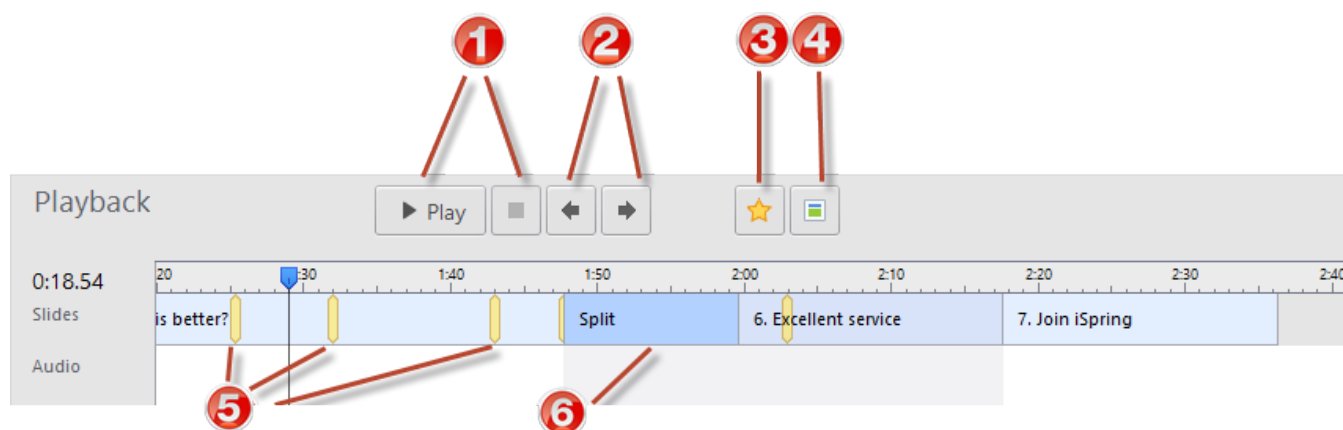 1 2 3 4
Playback
Play
0:18.54
20 :30 1:40 1:50 2:00 2:10 2:20 2:30 2:40
Slides
is better? Split 6. Excellent service 7. Join iSpring
Audio
5 6